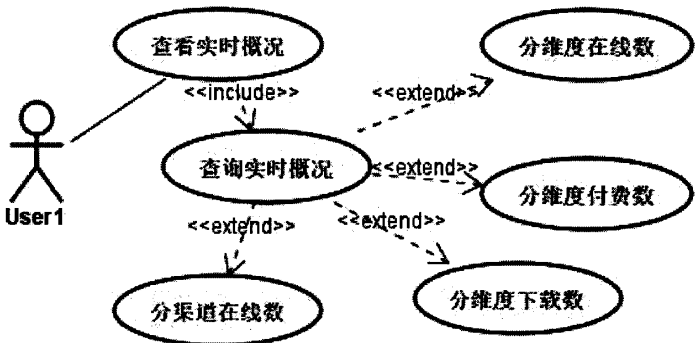 查看实时概况
分维度在线数
<<include>>
<<extend>>
查询实时概况
<<extend>>
分维度付费数
User1
<<extend>>
<<extend>>
分渠道在线数
分维度下载数